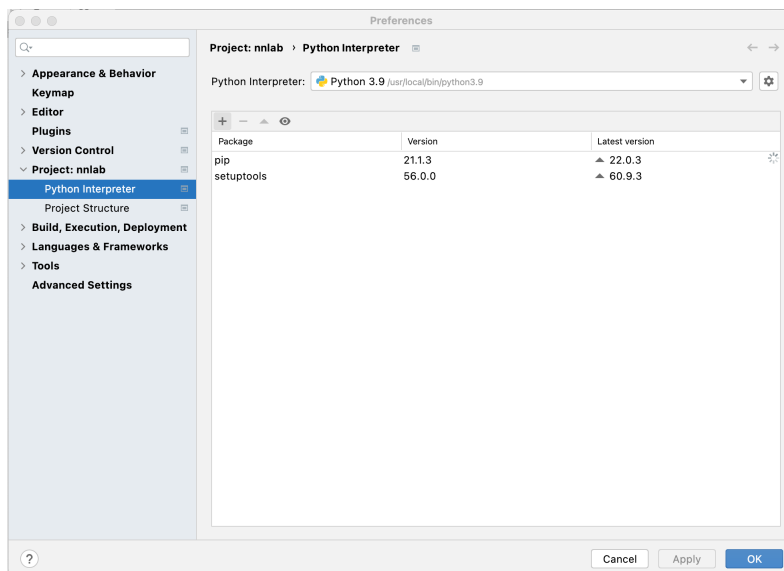 Preferences
Project: nnlab › Python Interpreter
Appearance & Behavior
Keymap
Editor
Plugins
Version Control
Project: nnlab
Python Interpreter
Project Structure
Build, Execution, Deployment
Languages & Frameworks
Tools
Advanced Settings
Python Interpreter: Python 3.9 /usr/local/bin/python3.9
Package Version Latest version
pip 21.1.3 22.0.3
setuptools 56.0.0 60.9.3
? Cancel Apply OK